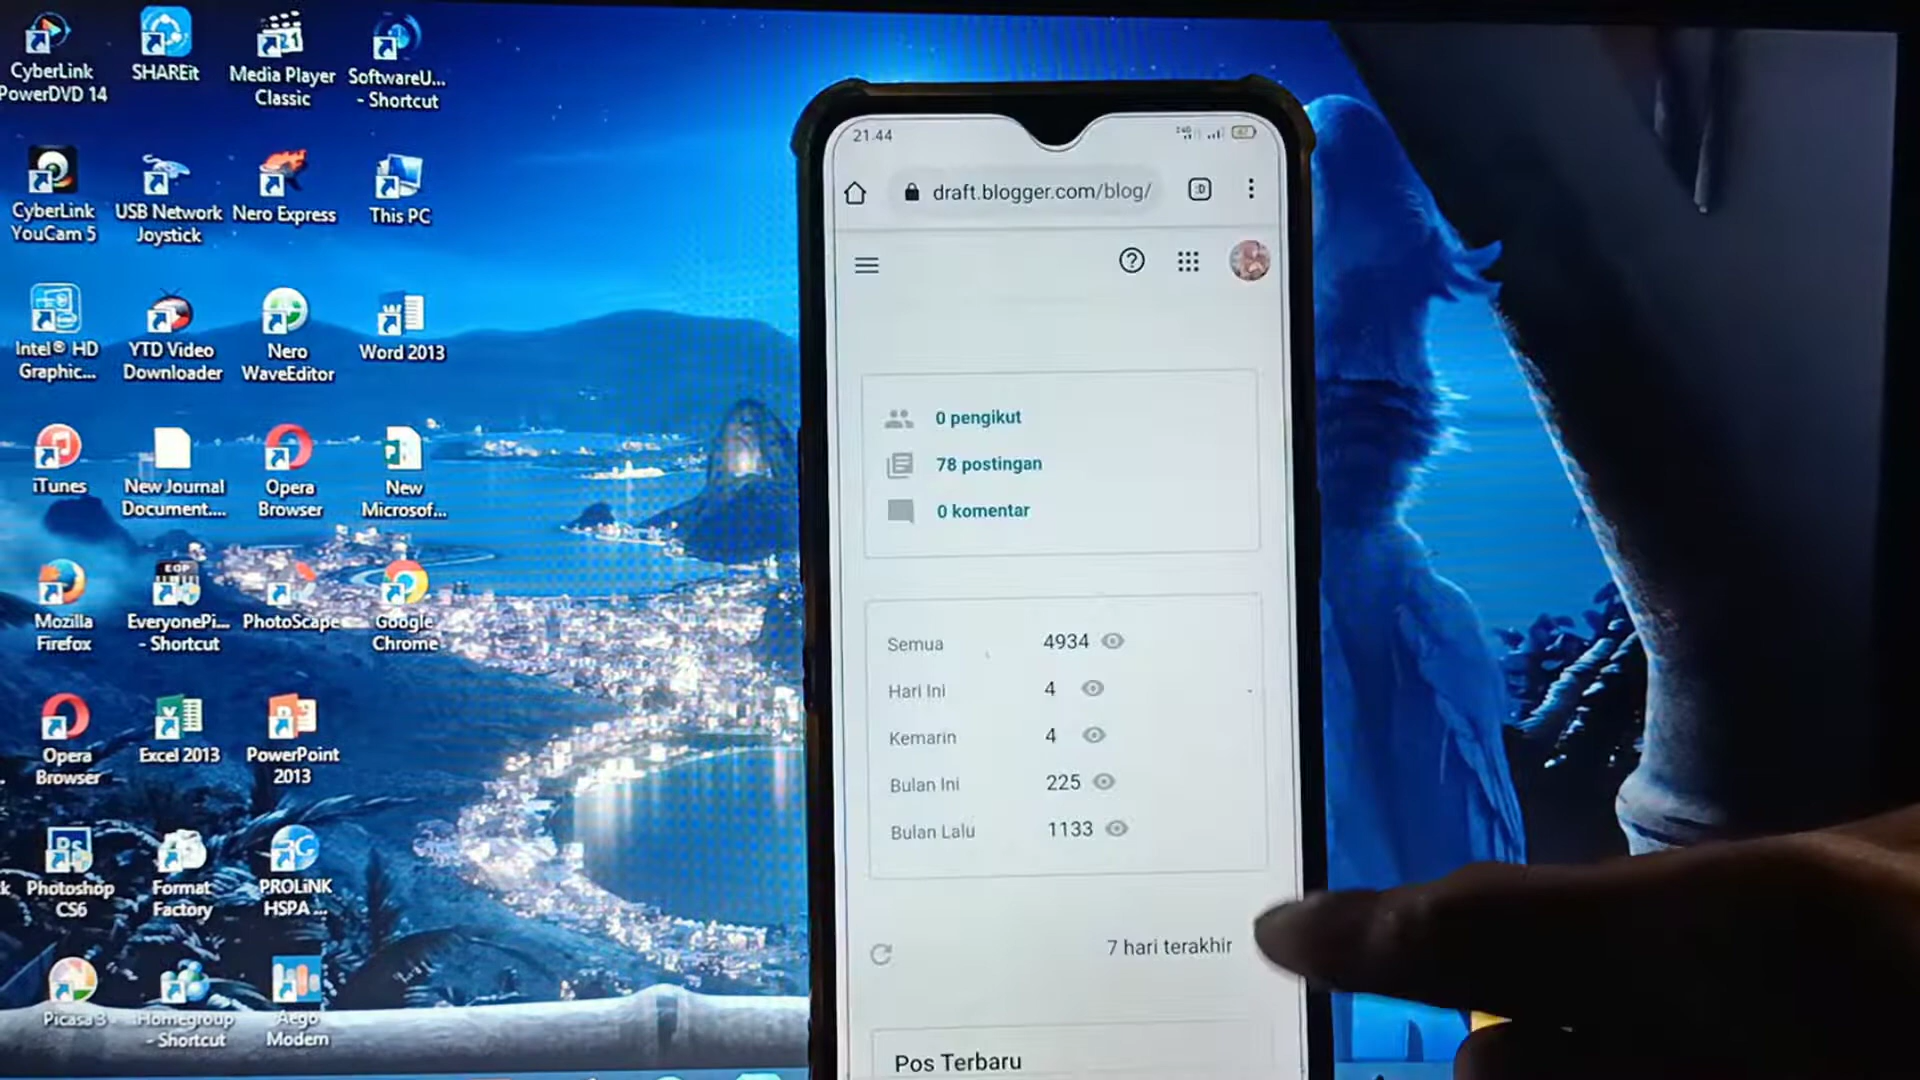 CyberLink
PowerDVD 14
SHAREit
Media Player
Classic
SoftwareU...
- Shortcut
CyberLink
YouCam 5
USB Network
Joystick
Nero Express
This PC
Intel® HD
Graphic...
YTD Video
Downloader
Nero
WaveEditor
Word 2013
iTunes
New Journal
Document....
Opera
Browser
New
Microsof...
Mozilla
Firefox
EveryonePi...
- Shortcut
PhotoScape
Google
Chrome
Opera
Browser
Excel 2013
PowerPoint
2013
Photoshop
CS6
Format
Factory
PROLiNK
HSPA ...
Picasa 3
Homegroup
- Shortcut
Aego
Modem
21.44
draft.blogger.com/blog/
:D
0 pengikut
78 postingan
0 komentar
Semua 4934
Hari Ini 4
Kemarin 4
Bulan Ini 225
Bulan Lalu 1133
7 hari terakhir
Pos Terbaru